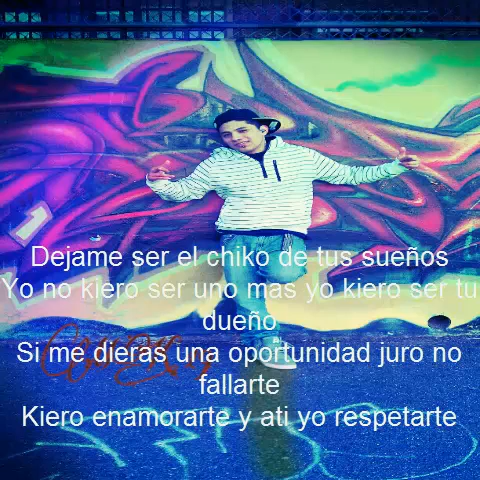 Dejame ser el chiko de tus sueños
Yo no kiero ser uno mas yo kiero ser tu
dueño
Si me dieras una oportunidad juro no
fallarte
Kiero enamorarte y ati yo respetarte